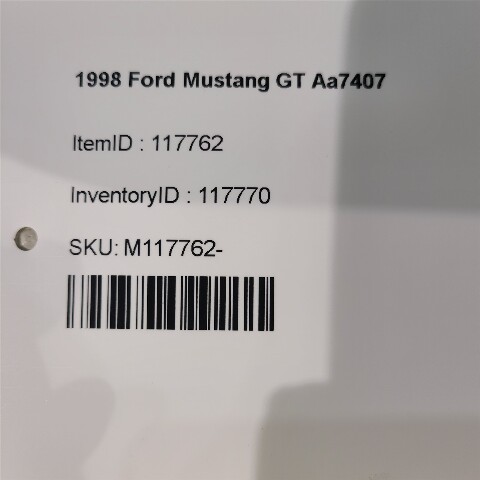 1998 Ford Mustang GT Aa7407
ItemID : 117762
InventoryID : 117770
SKU: M117762-